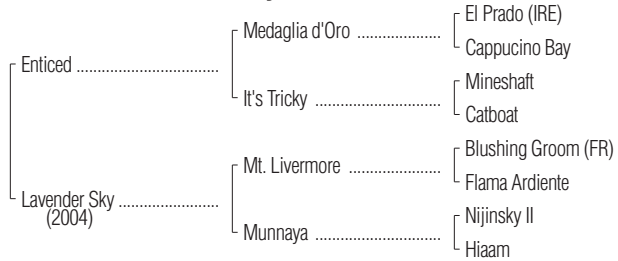 El Prado (IRE)
Medaglia d'Oro ..................
Cappucino Bay
Enticed ...............................
Mineshaft
It's Tricky ...........................
Catboat
Blushing Groom (FR)
Mt. Livermore ....................
Flama Ardiente
Lavender Sky ......................
(2004)
Nijinsky II
Munnaya ...........................
Hiaam